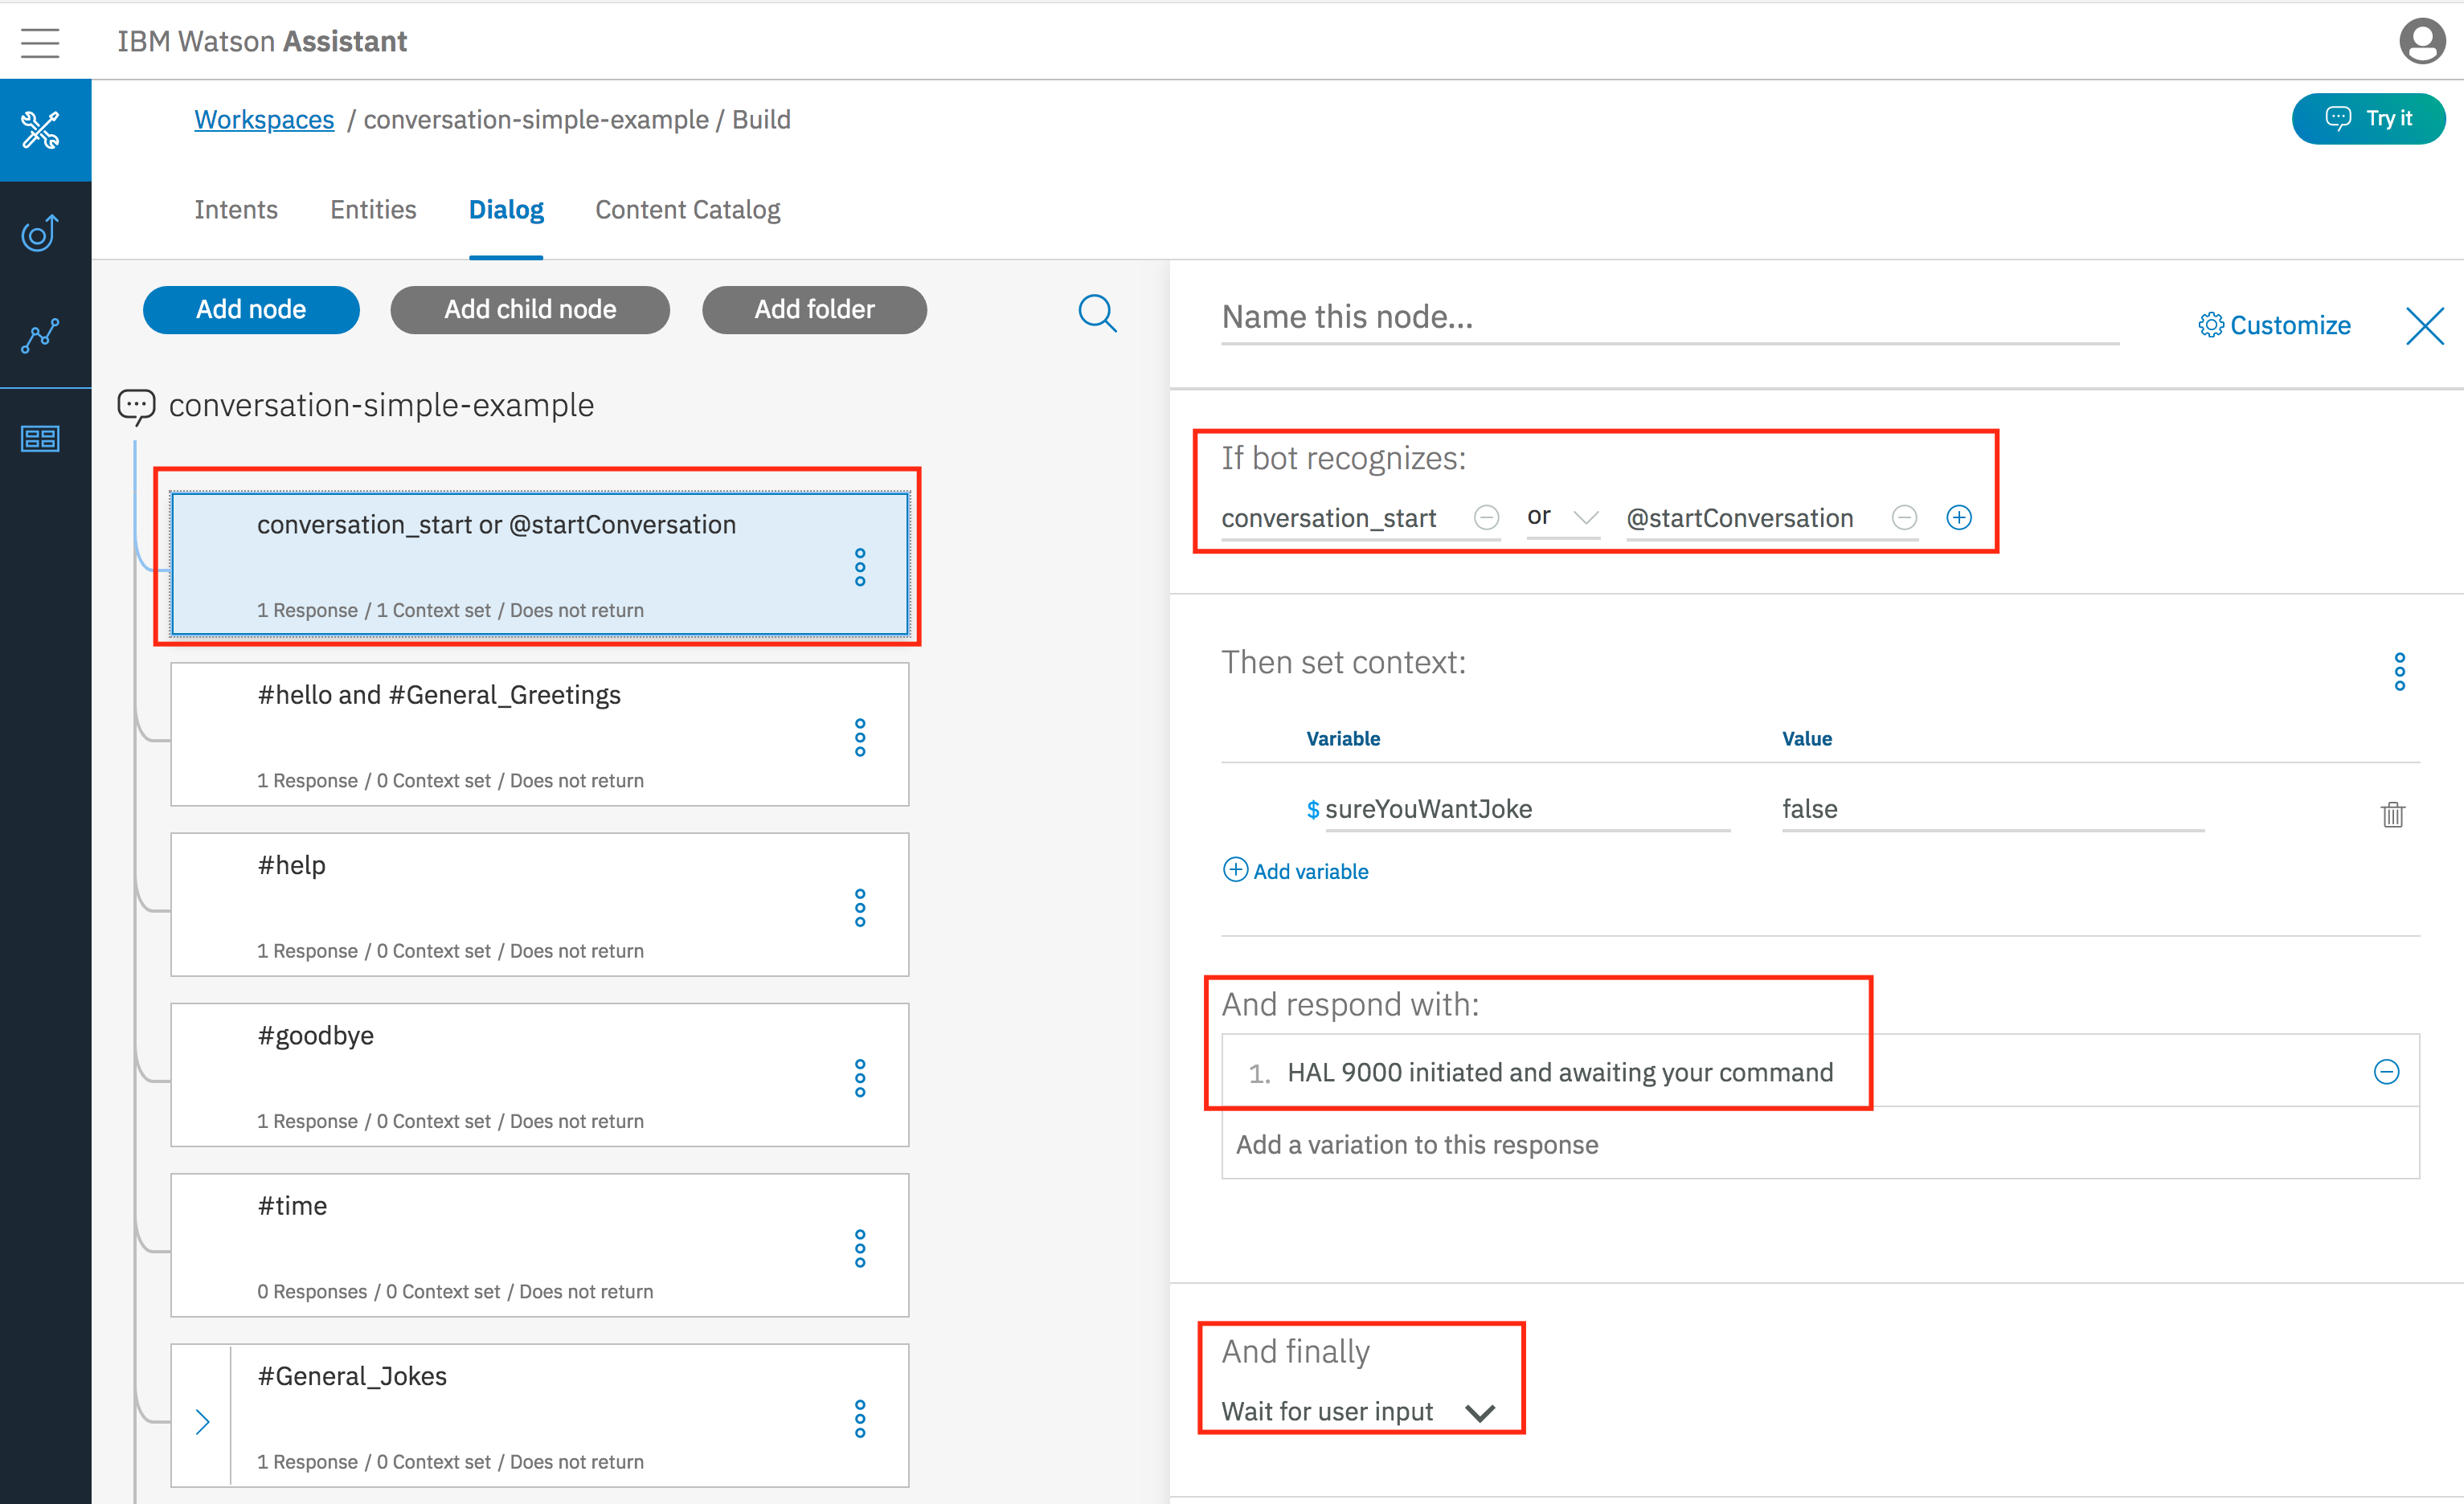 IBM Watson Assistant
Workspaces / conversation-simple-example / Build
Try it
Intents Entities Dialog Content Catalog
Add node Add child node Add folder
conversation-simple-example
conversation_start or @startConversation
1 Response / 1 Context set / Does not return
#hello and #General_Greetings
1 Response / 0 Context set / Does not return
#help
1 Response / 0 Context set / Does not return
#goodbye
1 Response / 0 Context set / Does not return
#time
0 Responses / 0 Context set / Does not return
#General_Jokes
1 Response / 0 Context set / Does not return
Name this node...
Customize
If bot recognizes:
conversation_start or @startConversation
Then set context:
Variable Value
$ sureYouWantJoke false
Add variable
And respond with:
1. HAL 9000 initiated and awaiting your command
Add a variation to this response
And finally
Wait for user input